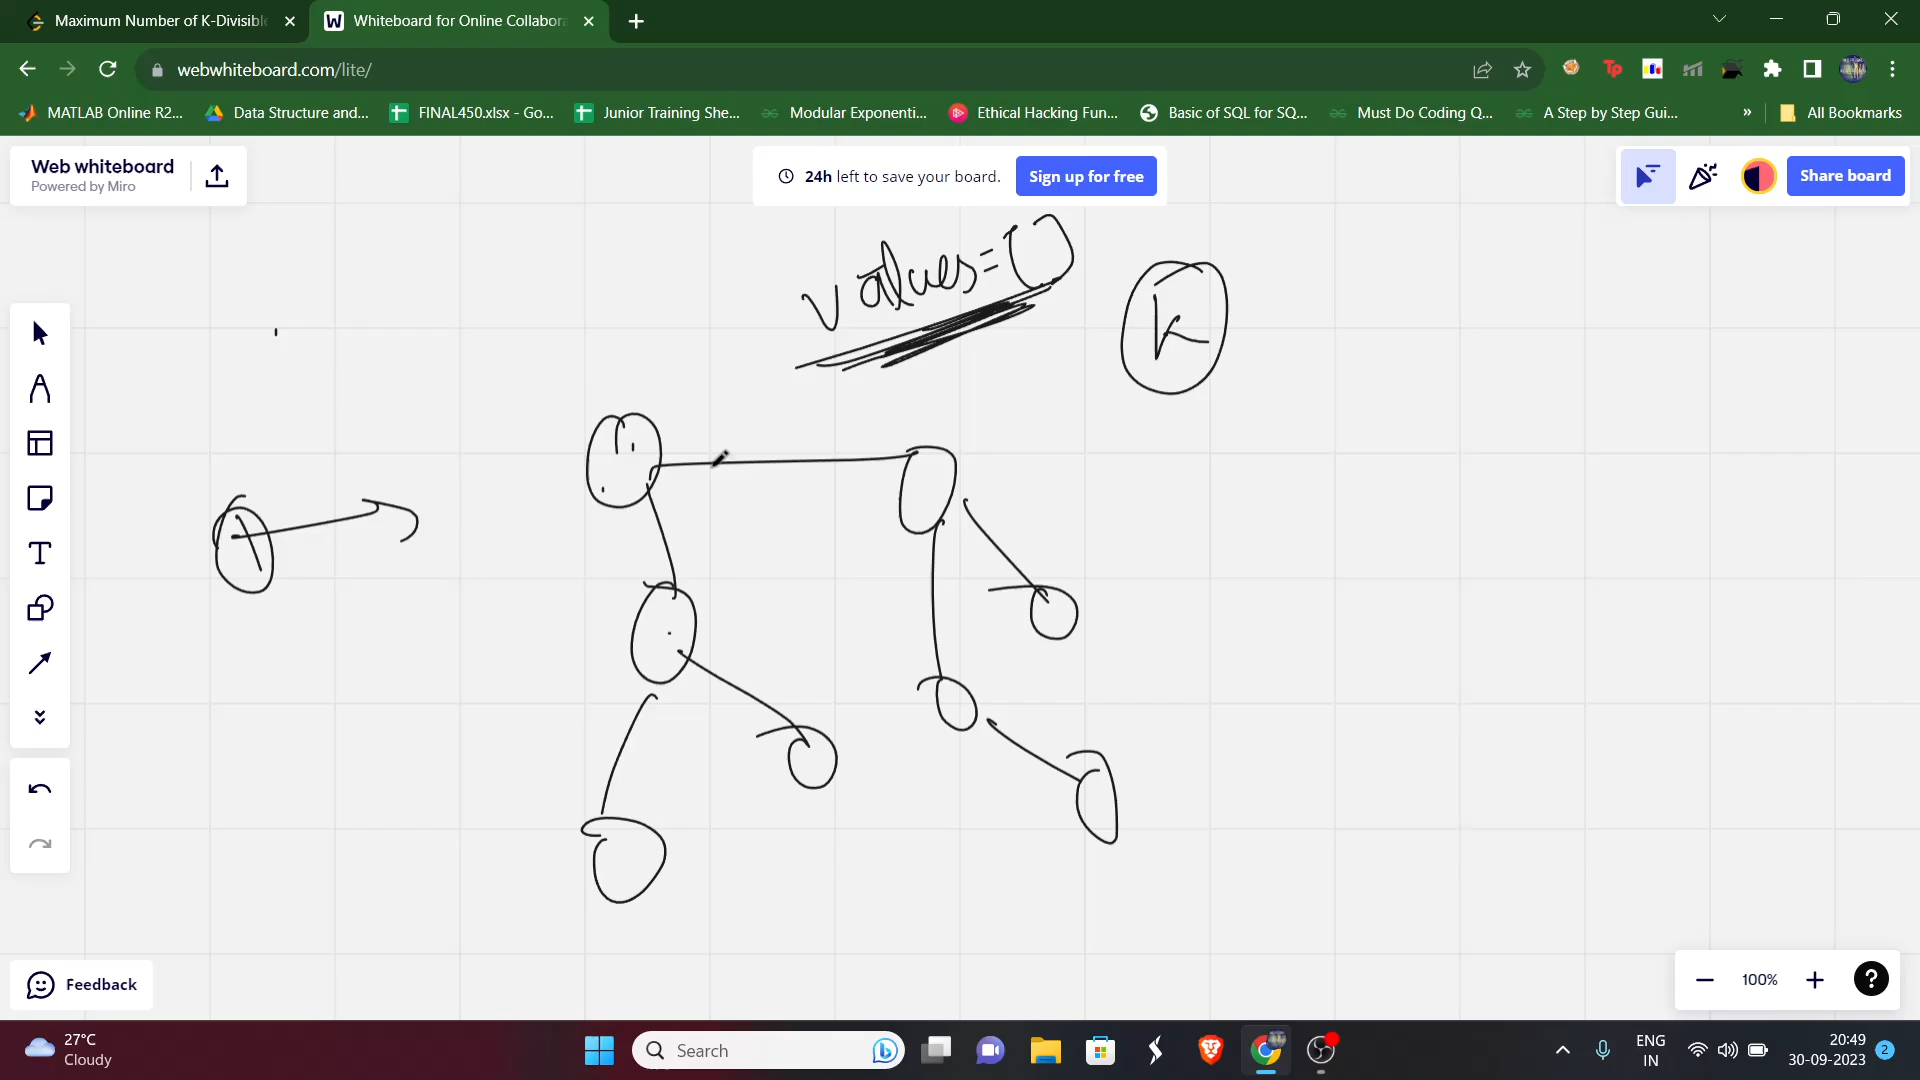 Maximum Number of K-Divisible
Whiteboard for Online Collabora
webwhiteboard.com/lite/
MATLAB Online R2...
Data Structure and...
FINAL450.xlsx - Go...
Junior Training She...
Modular Exponenti...
Ethical Hacking Fun...
Basic of SQL for SQ...
Must Do Coding Q...
A Step by Step Gui...
»
All Bookmarks
Web whiteboard
Powered by Miro
24h left to save your board.
Sign up for free
Share board
values=[]
K
Feedback
100%
27°C
Cloudy
Search
ENG
IN
20:49
30-09-2023
2